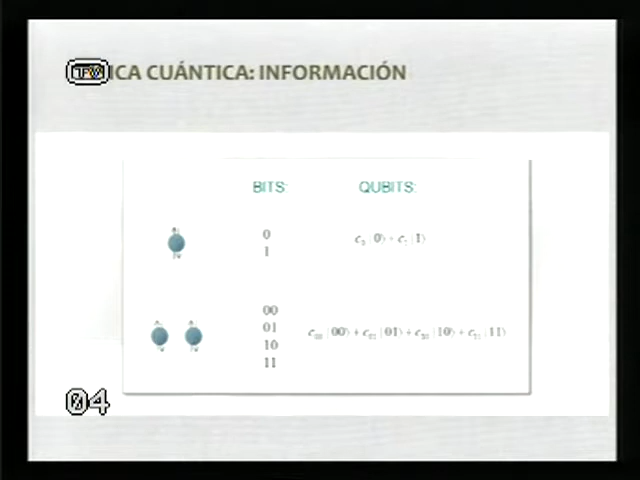 ICA CUÁNTICA: INFORMACIÓN
BITS: QUBITS:
0
1
c₀|0⟩ + c₁|1⟩
00
01
10
11
c₀₀|00⟩ + c₀₁|01⟩ + c₁₀|10⟩ + c₁₁|11⟩
04